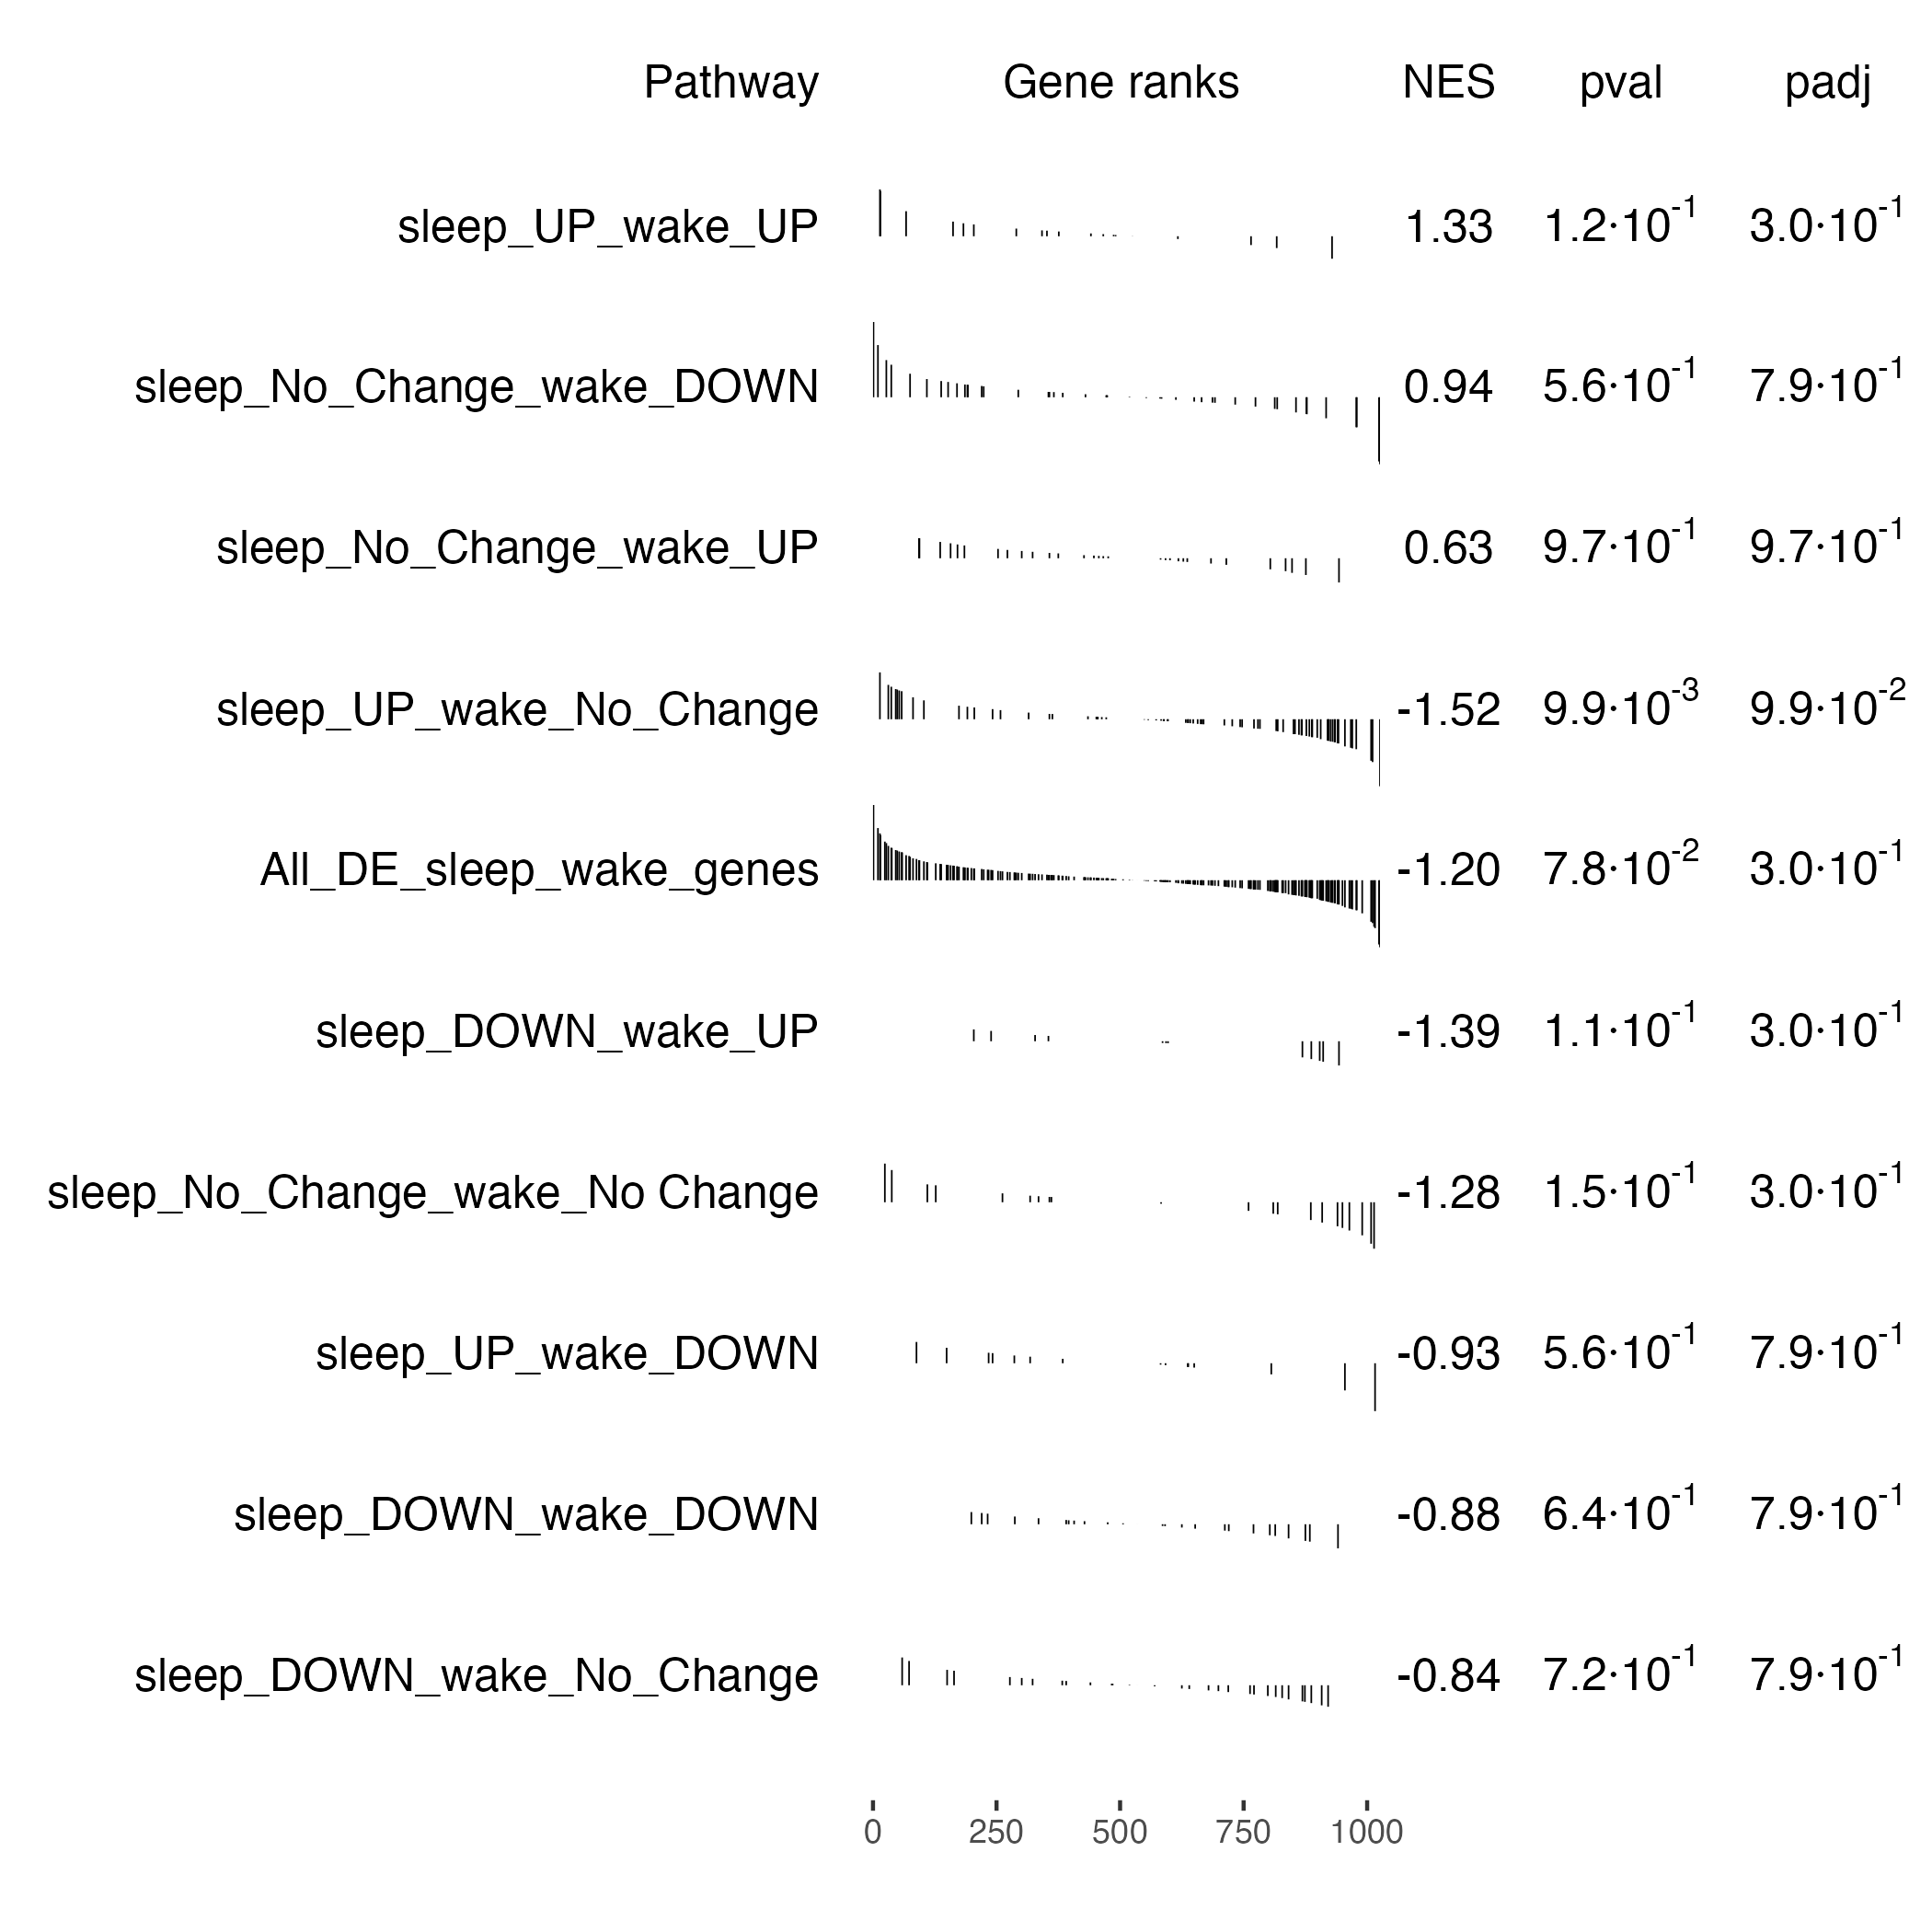 Pathway Gene ranks NES pval padj
sleep_UP_wake_UP 1.33 1.2·10^-1 3.0·10^-1
sleep_No_Change_wake_DOWN 0.94 5.6·10^-1 7.9·10^-1
sleep_No_Change_wake_UP 0.63 9.7·10^-1 9.7·10^-1
sleep_UP_wake_No_Change -1.52 9.9·10^-3 9.9·10^-2
All_DE_sleep_wake_genes -1.20 7.8·10^-2 3.0·10^-1
sleep_DOWN_wake_UP -1.39 1.1·10^-1 3.0·10^-1
sleep_No_Change_wake_No Change -1.28 1.5·10^-1 3.0·10^-1
sleep_UP_wake_DOWN -0.93 5.6·10^-1 7.9·10^-1
sleep_DOWN_wake_DOWN -0.88 6.4·10^-1 7.9·10^-1
sleep_DOWN_wake_No_Change -0.84 7.2·10^-1 7.9·10^-1
0 250 500 750 1000